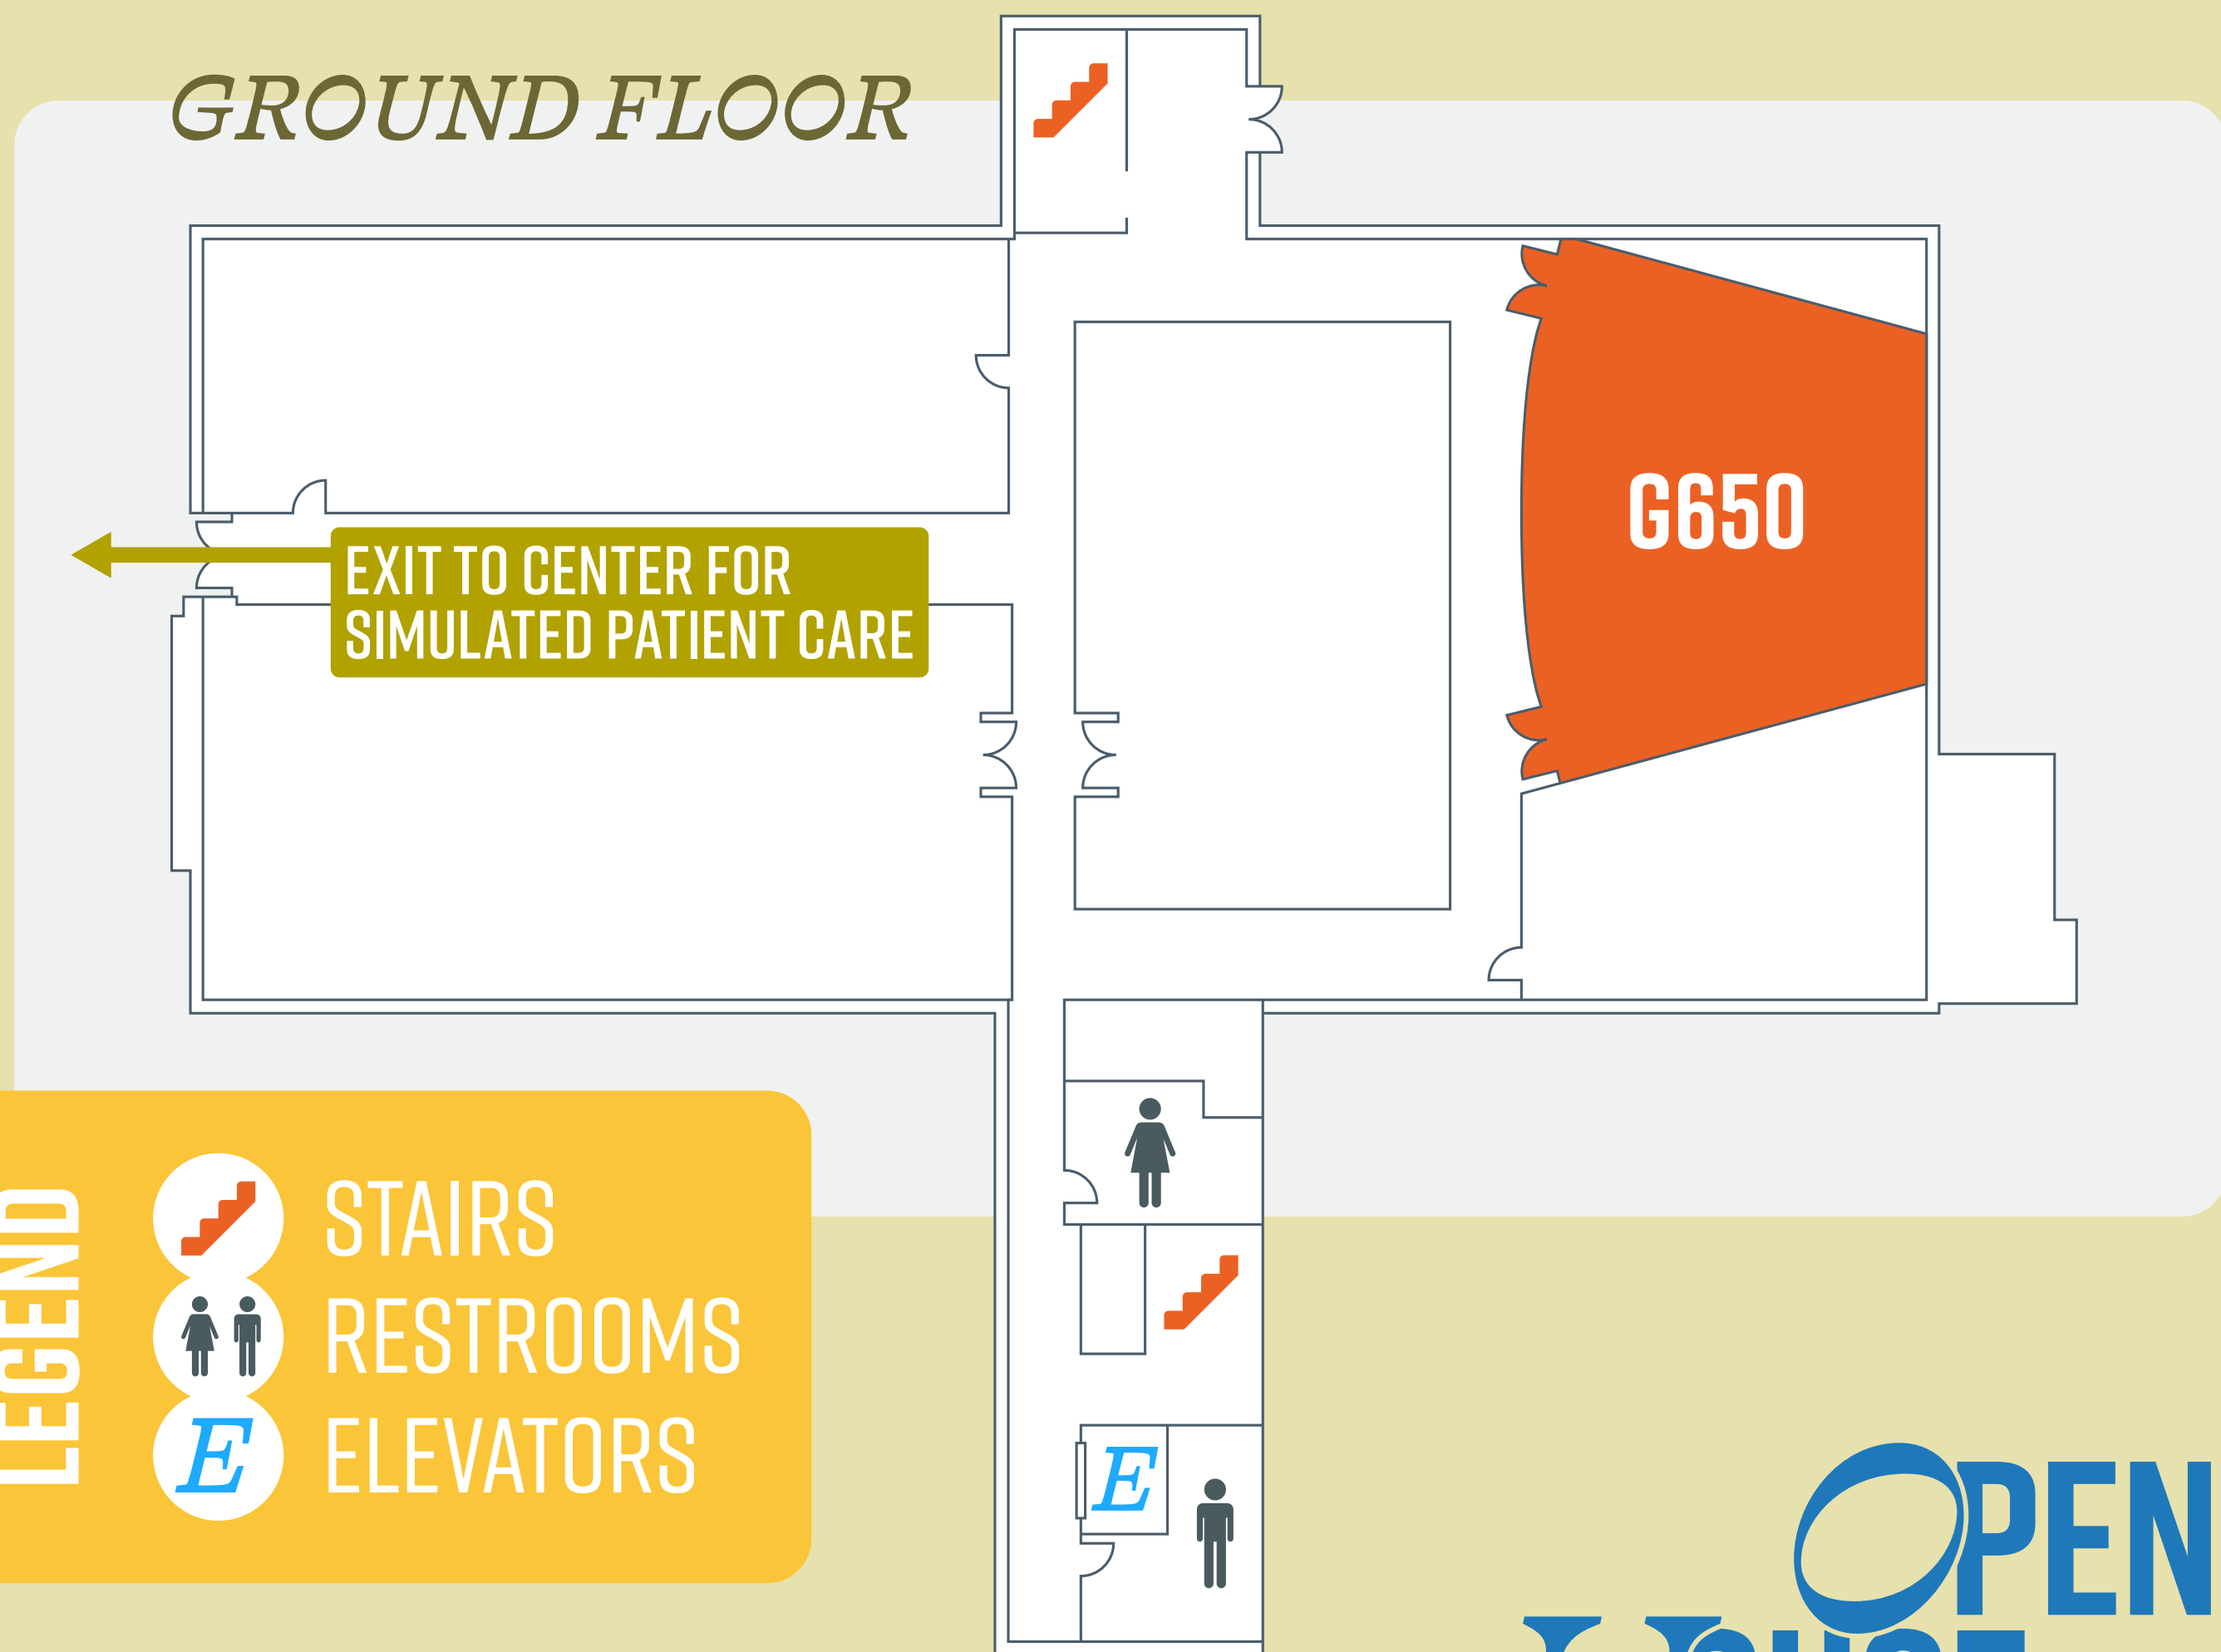 GROUND FLOOR
G650
EXIT TO CENTER FOR
SIMULATED PATIENT CARE
LEGEND
STAIRS
RESTROOMS
E ELEVATORS
E
OPEN